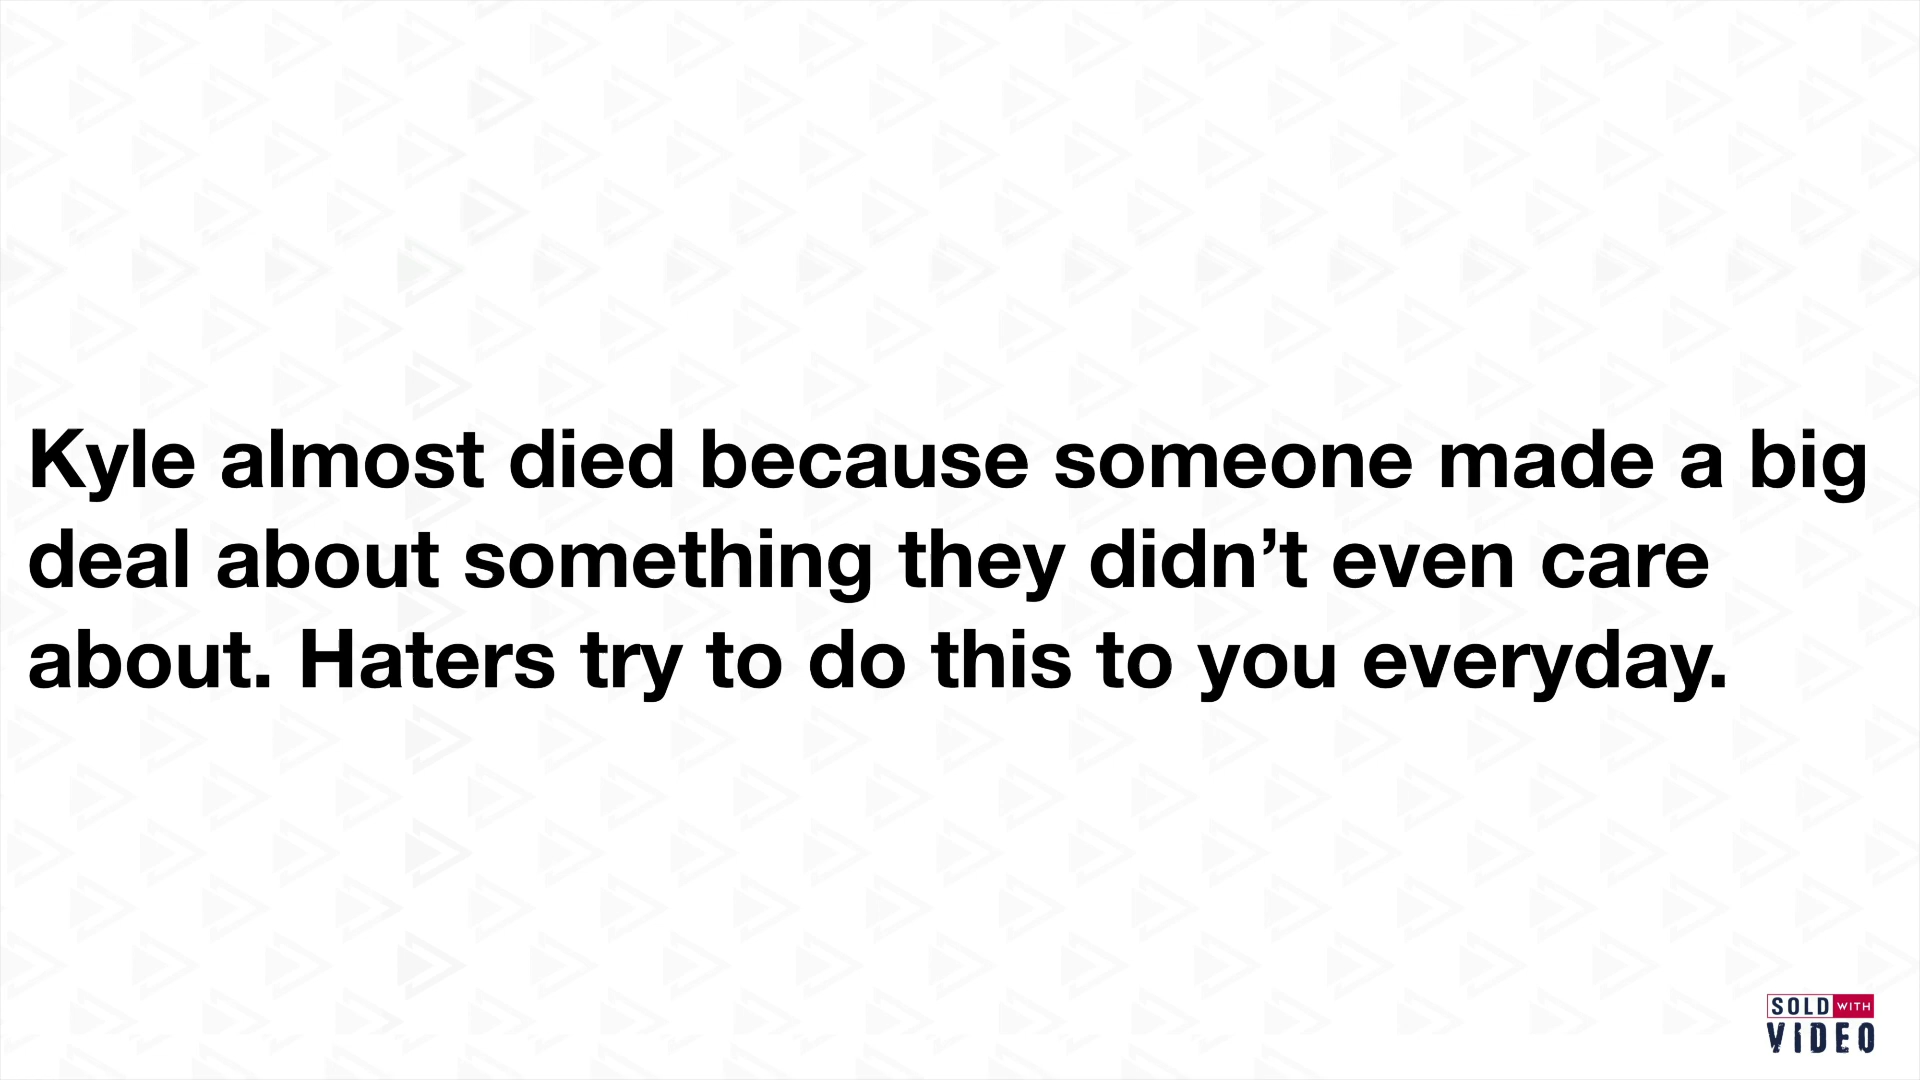 Kyle almost died because someone made a big
deal about something they didn’t even care
about. Haters try to do this to you everyday.
SOLD WITH
VIDEO